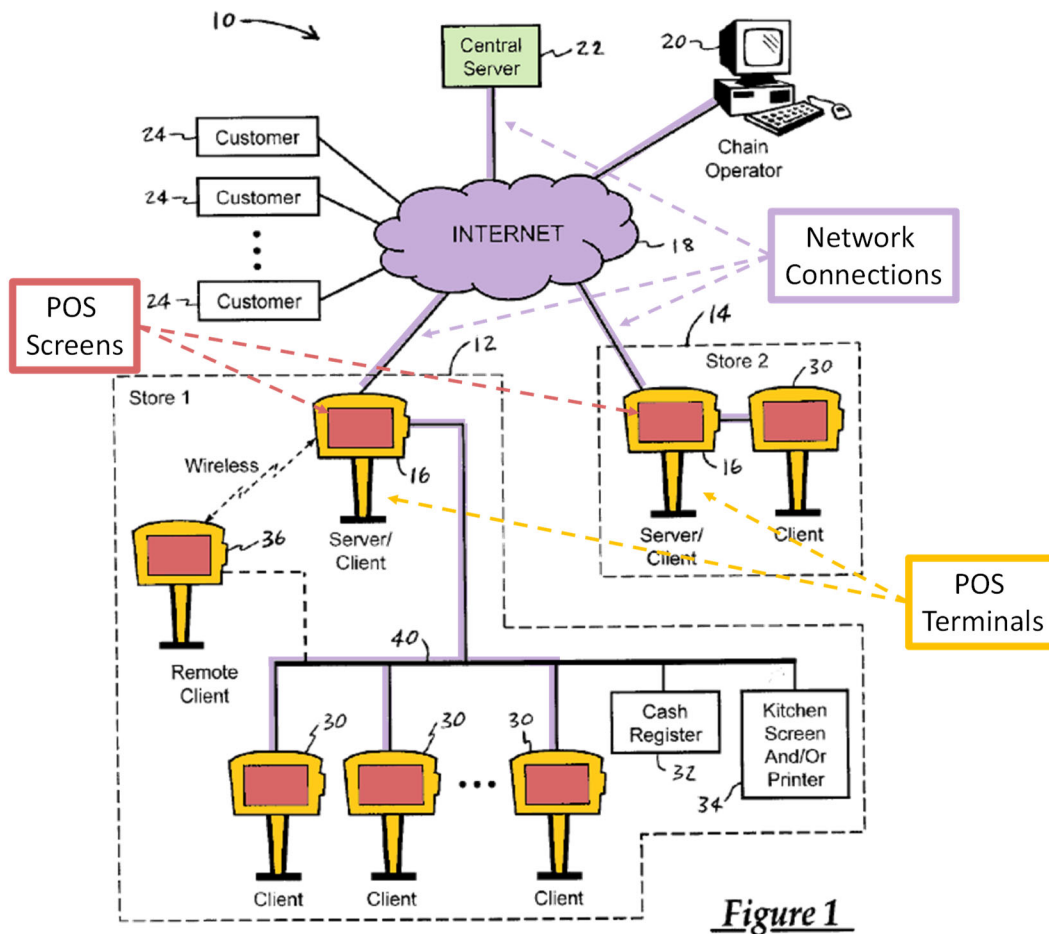 10
Central
Server
22
20
Chain
Operator
24
Customer
24
Customer
24
Customer
INTERNET
18
Network
Connections
POS
Screens
12
14
Store 1
Store 2
30
Wireless
16
Server/
Client
16
Server/
Client
Client
36
Remote
Client
POS
Terminals
40
30
30
30
Cash
Register
32
Kitchen
Screen
And/Or
Printer
34
Client
Client
Client
Figure 1